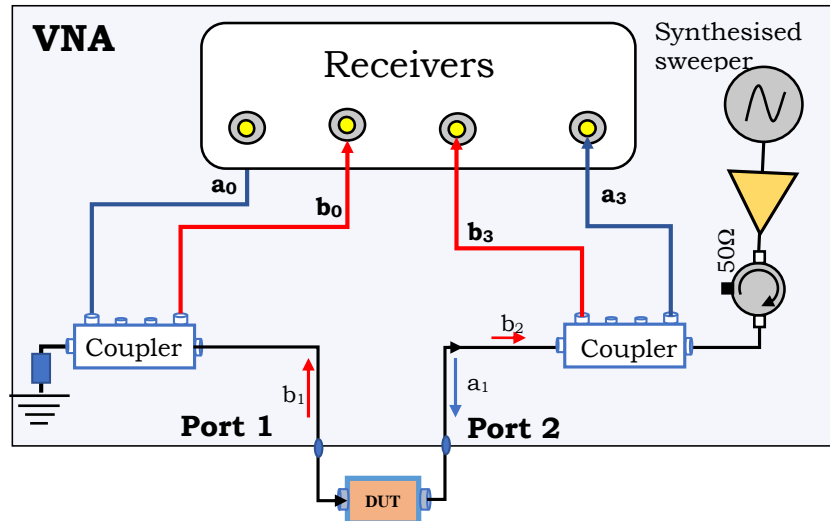 VNA
Synthesised
sweeper
Receivers
a₀
b₀
b₃
a₃
50Ω
Coupler
b₂
Coupler
b₁
a₁
Port 1
Port 2
DUT